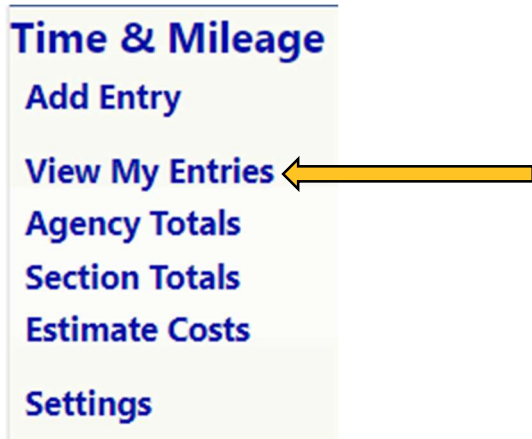 Time & Mileage
Add Entry
View My Entries
Agency Totals
Section Totals
Estimate Costs
Settings